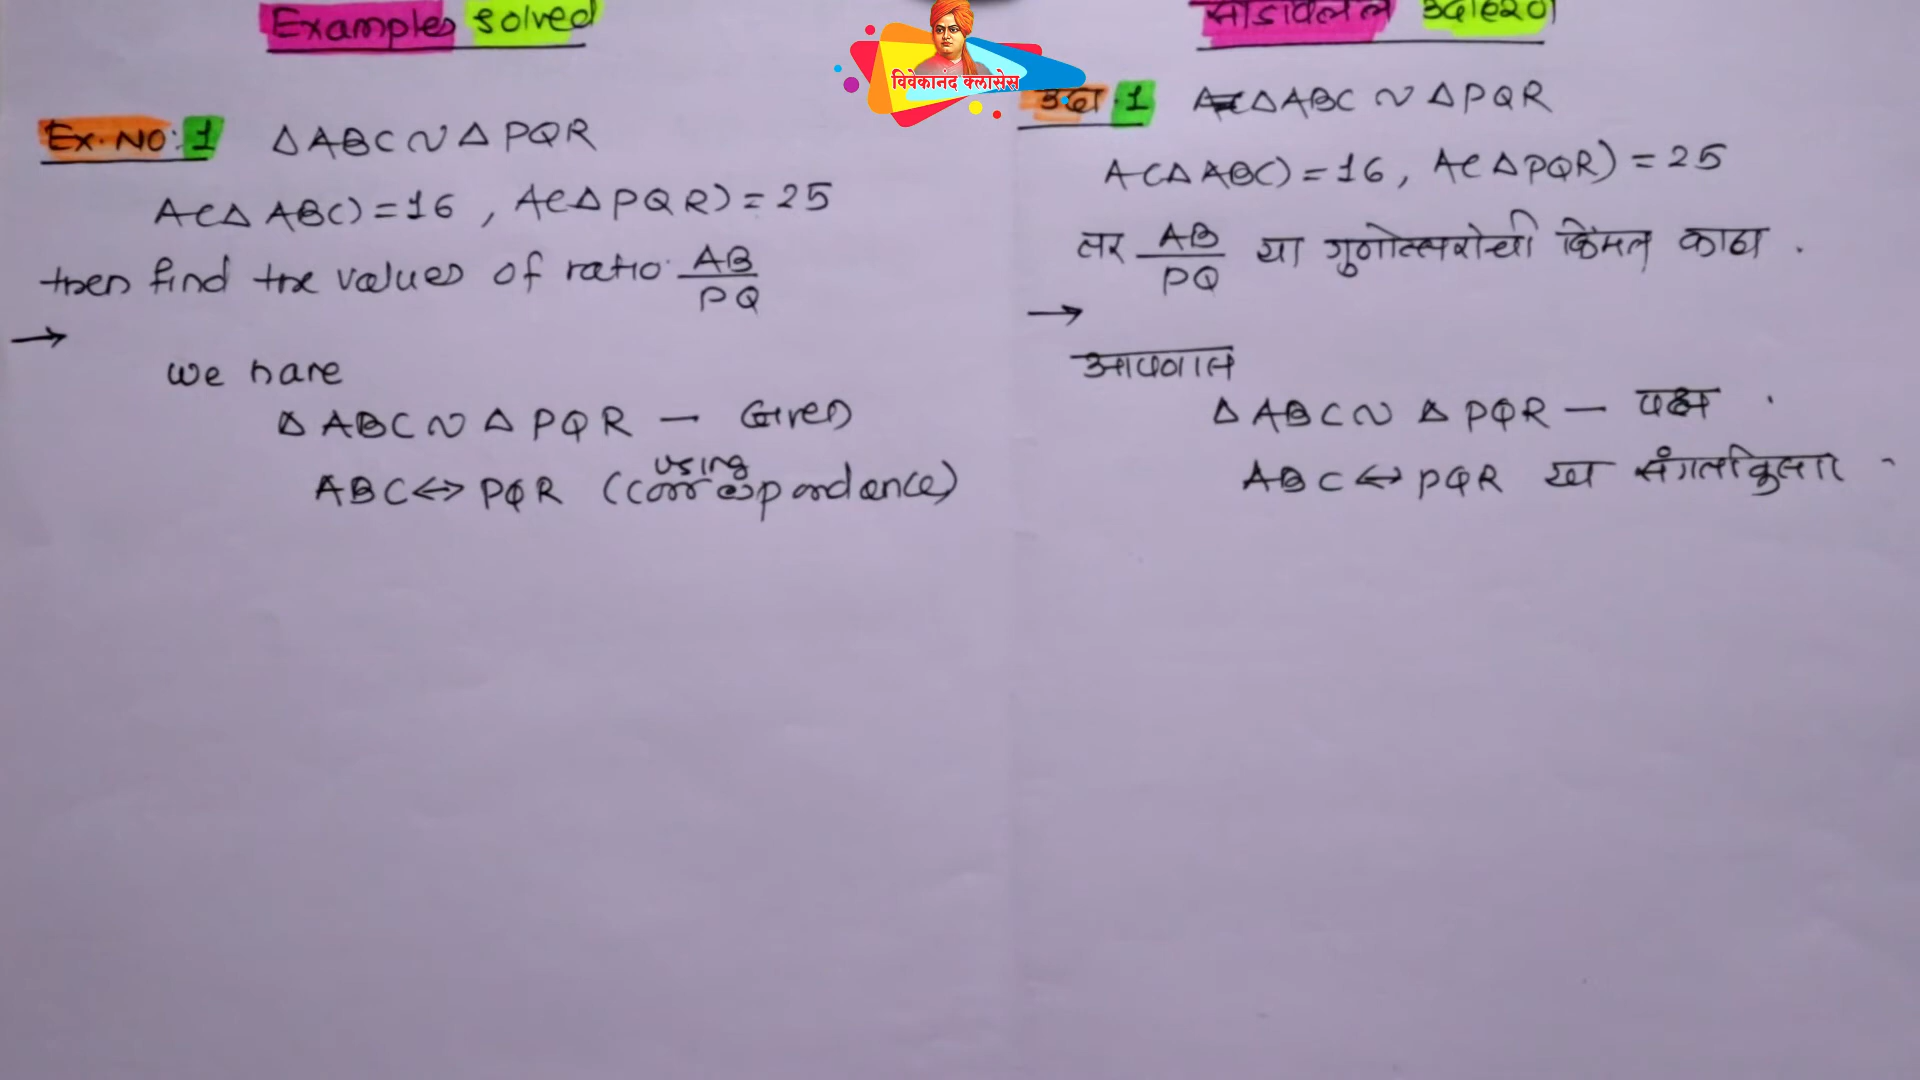 Examples solved
Ex. NO: 1 △ ABC ~ △ PQR
A(△ ABC) = 16 , A(△ PQR) = 25
then find the values of ratio AB/PQ
→
we have
△ ABC ~ △ PQR — Given
ABC ↔ PQR (using correspondence)
विवेकानंद क्लासेस
सोडविलेले उदाहरण
उदा. 1 △ ABC ~ △ PQR
A(△ ABC) = 16, A(△ PQR) = 25
तर AB/PQ या गुणोत्तराची किंमत काढा .
→
आपणास
△ ABC ~ △ PQR — पक्ष .
ABC ↔ PQR या संगतीनुसार